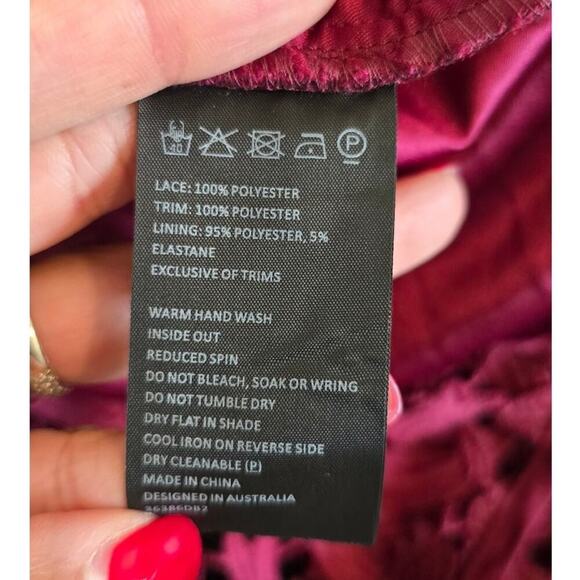 40 P
LACE: 100% POLYESTER
TRIM: 100% POLYESTER
LINING: 95% POLYESTER, 5%
ELASTANE
EXCLUSIVE OF TRIMS
WARM HAND WASH
INSIDE OUT
REDUCED SPIN
DO NOT BLEACH, SOAK OR WRING
DO NOT TUMBLE DRY
DRY FLAT IN SHADE
COOL IRON ON REVERSE SIDE
DRY CLEANABLE (P)
MADE IN CHINA
DESIGNED IN AUSTRALIA
36386DB2